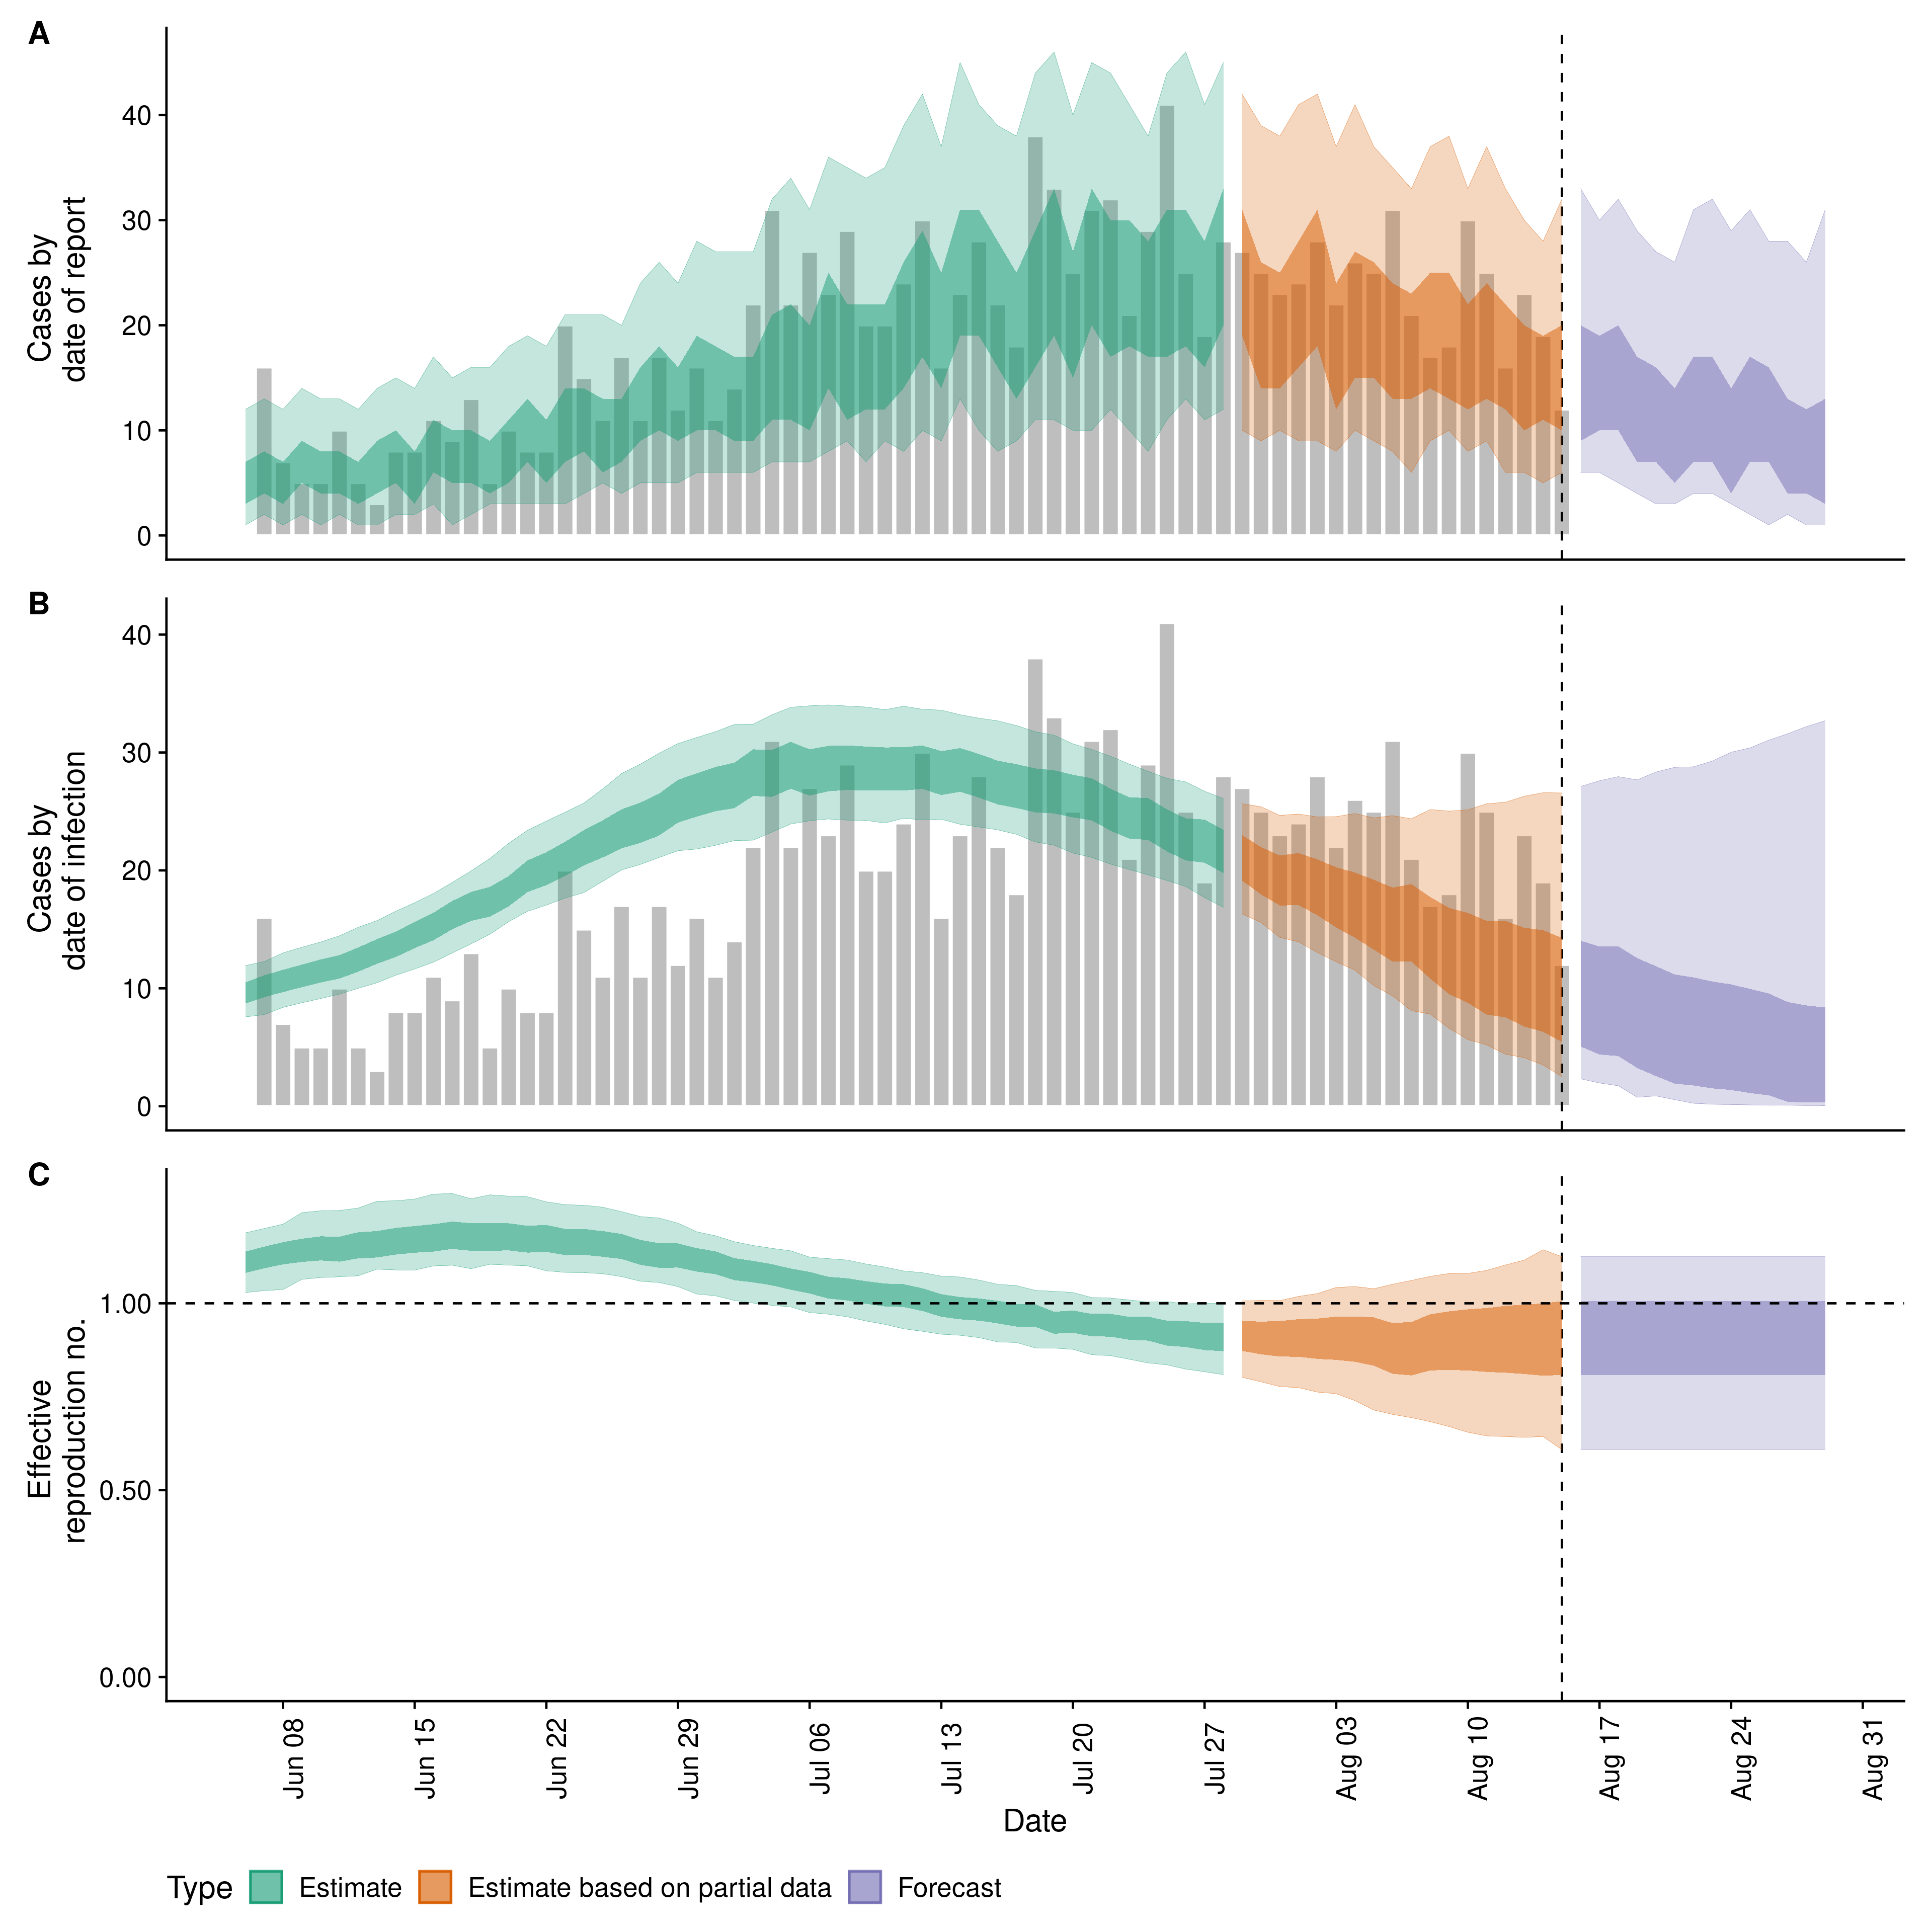 A
Cases by
date of report
40
30
20
10
0
B
Cases by
date of infection
40
30
20
10
0
C
Effective
reproduction no.
1.00
0.50
0.00
Jun 08
Jun 15
Jun 22
Jun 29
Jul 06
Jul 13
Jul 20
Jul 27
Aug 03
Aug 10
Aug 17
Aug 24
Aug 31
Date
Type Estimate Estimate based on partial data Forecast